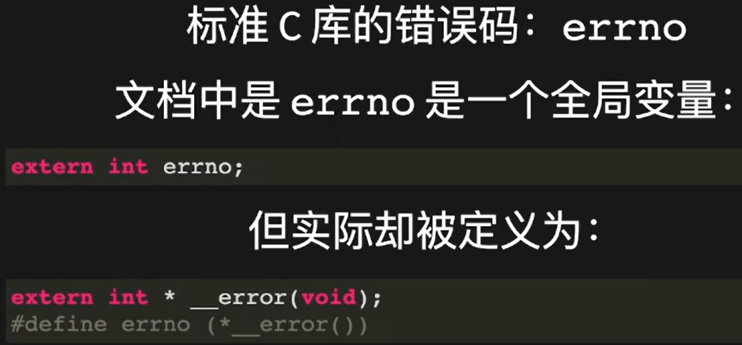 标准 C 库的错误码：errno
文档中是 errno 是一个全局变量：
extern int errno;
但实际却被定义为：
extern int * __error(void);
#define errno (*__error())